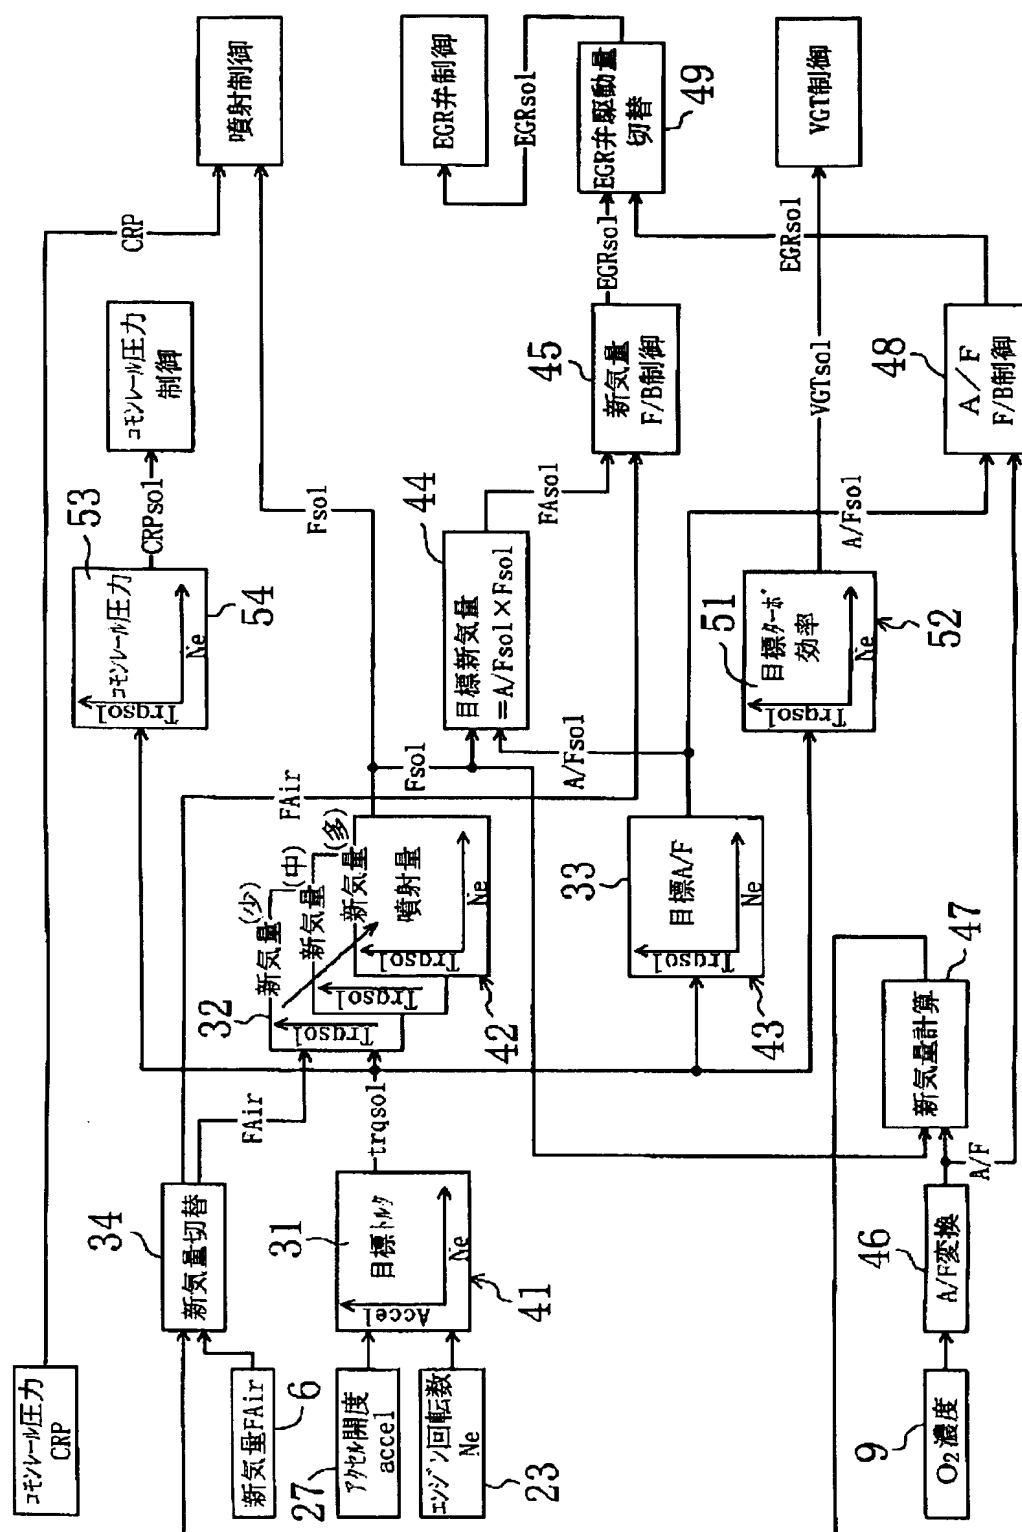 コモンレール圧力
CRP
新気量FAir
6
アクセル開度
accel
27
エンジン回転数
Ne
23
O₂濃度
9
新気量切替
34
目標トルク
31
Accel
Ne
41
A/F変換
46
FAir
trqsol
A/F
新気量計算
47
32
新気量(少)
新気量(中)
新気量(多)
噴射量
Trqsol
Trqsol
Trqsol
Ne
42
33
目標A/F
Trqsol
Ne
43
FAir
Fsol
A/Fsol
53
コモンレール圧力
Trqsol
Ne
54
44
目標新気量
=A/Fsol×Fsol
51
目標ターボ
効率
Trqsol
Ne
52
CRPsol
Fsol
FAsol
A/Fsol
コモンレール圧力
制御
45
新気量
F/B制御
VGTsol
48
A/F
F/B制御
CRP
EGRsol
EGRsol
噴射制御
EGR弁制御
EGRsol
EGR弁駆動量
切替
49
VGT制御